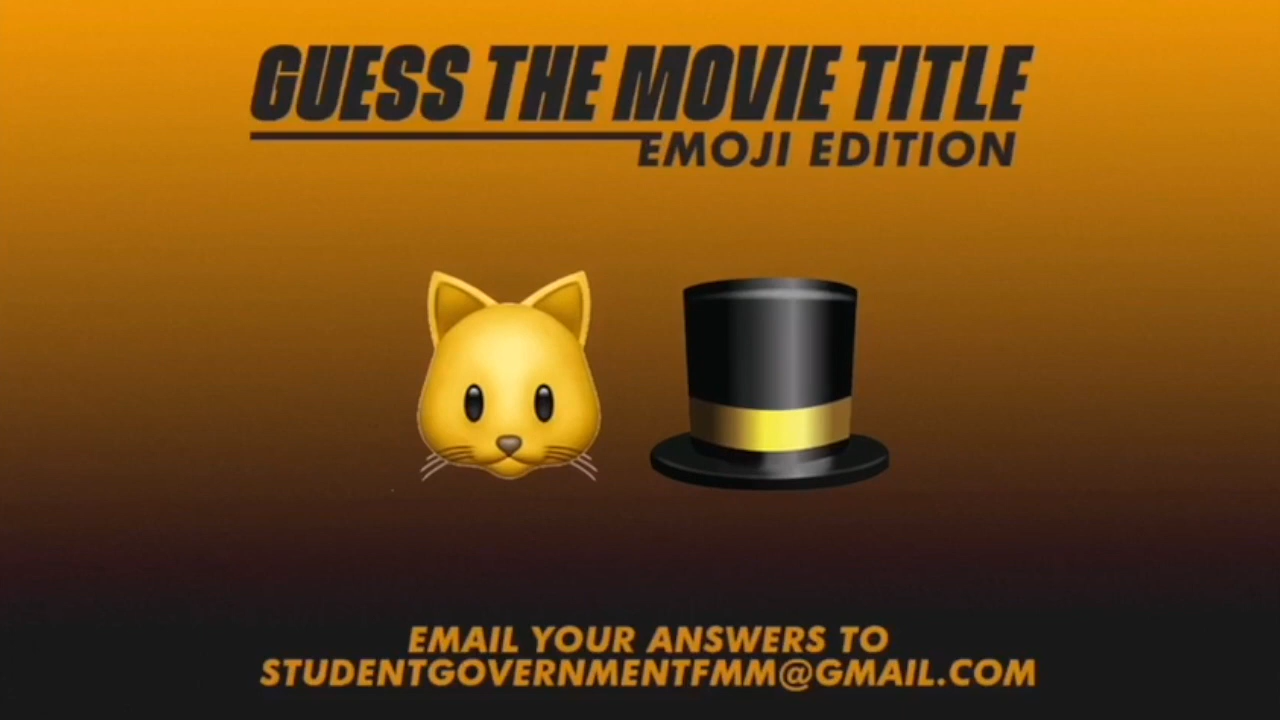 GUESS THE MOVIE TITLE
EMOJI EDITION
EMAIL YOUR ANSWERS TO
STUDENTGOVERNMENTFMM@GMAIL.COM